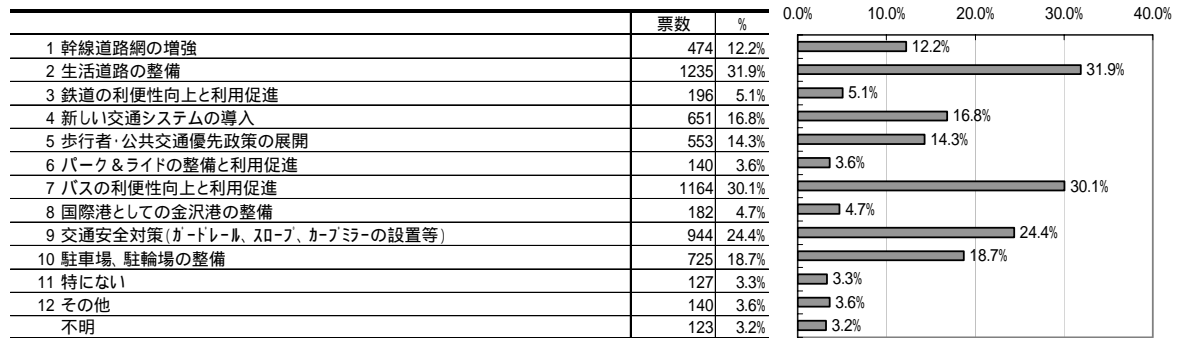 票数 % 0.0% 10.0% 20.0% 30.0% 40.0%
1 幹線道路網の増強 474 12.2% 12.2%
2 生活道路の整備 1235 31.9% 31.9%
3 鉄道の利便性向上と利用促進 196 5.1% 5.1%
4 新しい交通システムの導入 651 16.8% 16.8%
5 歩行者･公共交通優先政策の展開 553 14.3% 14.3%
6 パーク＆ライドの整備と利用促進 140 3.6% 3.6%
7 バスの利便性向上と利用促進 1164 30.1% 30.1%
8 国際港としての金沢港の整備 182 4.7% 4.7%
9 交通安全対策(ｶﾞｰﾄﾞﾚｰﾙ、ｽﾛｰﾌﾟ、ｶｰﾌﾞﾐﾗｰの設置等) 944 24.4% 24.4%
10 駐車場、駐輪場の整備 725 18.7% 18.7%
11 特にない 127 3.3% 3.3%
12 その他 140 3.6% 3.6%
不明 123 3.2% 3.2%